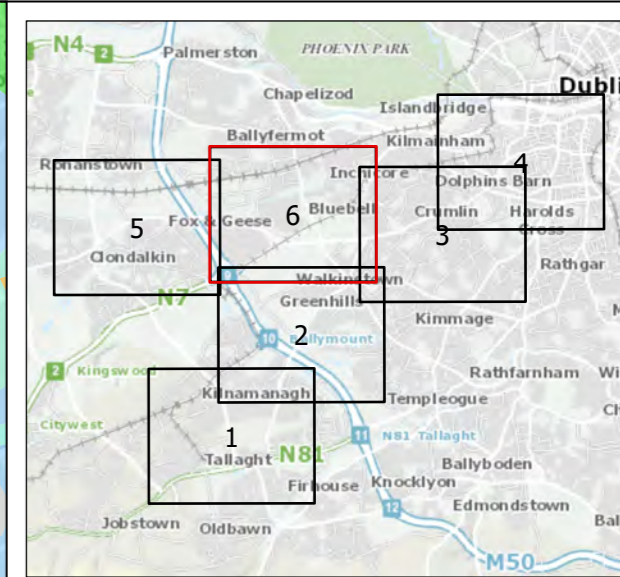 N4
2
Palmerston
PHOENIX PARK
Chapelizod
Islandbridge
Ballyfermot
Kilmainham
4
Ronanstown
Inchicore
Dolphins Barn
5
Fox & Geese
6
Bluebell
3
Crumlin
Harolds
Cross
Clondalkin
Rathgar
9
Walkinstown
N7
Greenhills
2
Kimmage
10
Ballymount
2
Kingswood
Kilnamanagh
Rathfarnham
Templeogue
Citywest
1
N81
11
N81 Tallaght
Tallaght
Ballyboden
Firhouse
Knocklyon
12
Edmondstown
Jobstown
Oldbawn
M50